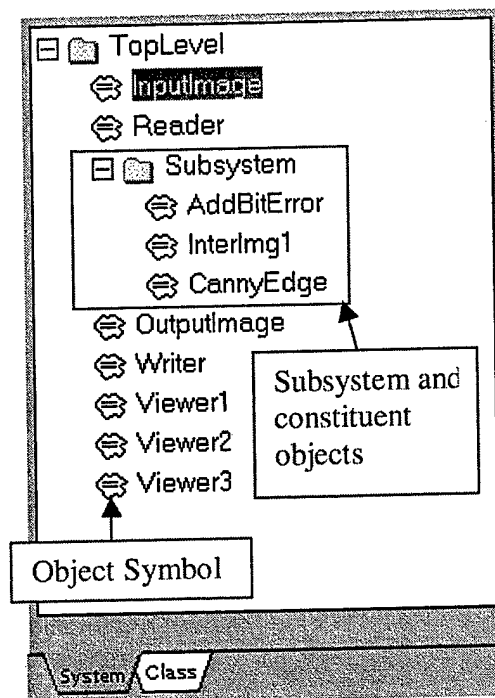 TopLevel
InputImage
Reader
Subsystem
AddBitError
InterImg1
CannyEdge
OutputImage
Writer
Viewer1
Viewer2
Viewer3
Subsystem and
constituent
objects
Object Symbol
System Class